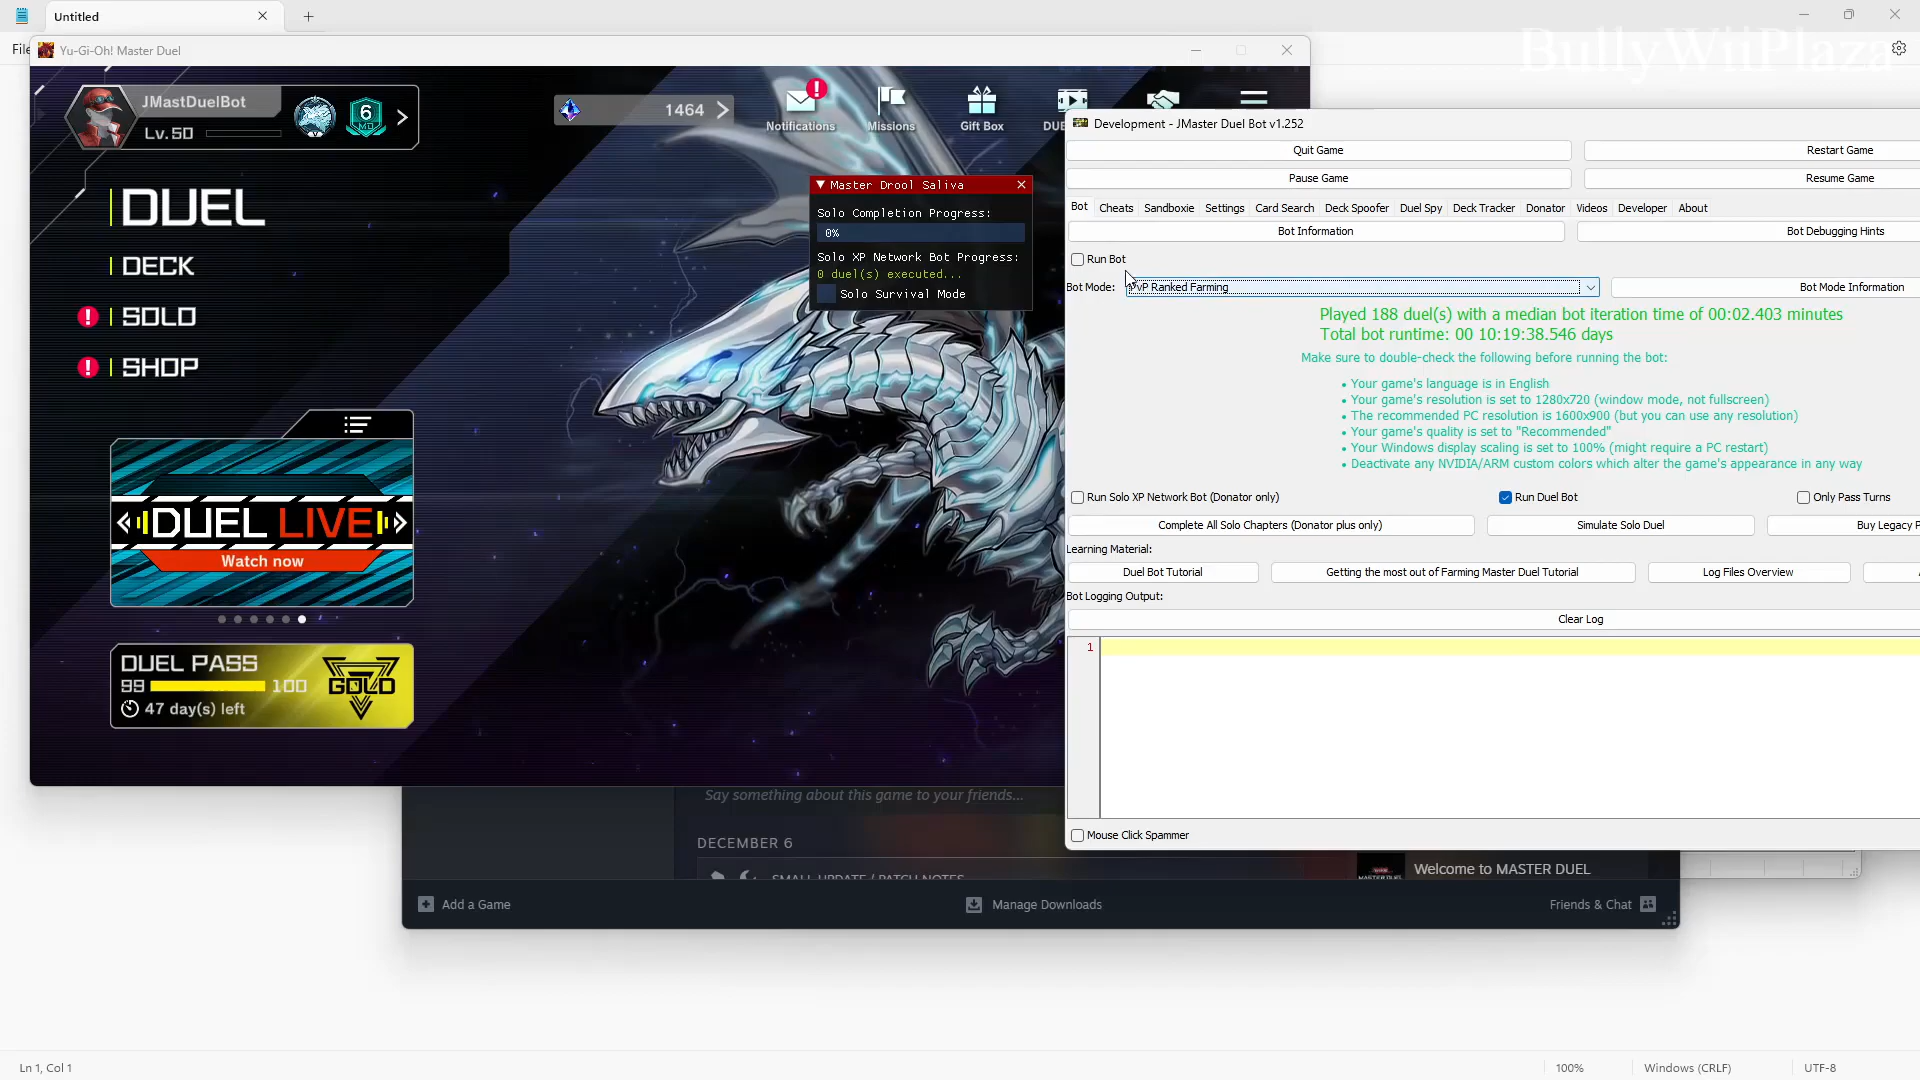 Untitled
BullyWiiPlaza
File
Yu-Gi-Oh! Master Duel
JMastDuelBot
Lv. 50
6
1464
Notifications
Missions
Gift Box
DUE
DUEL
DECK
SOLO
SHOP
DUEL LIVE
Watch now
DUEL PASS
99
100
GOLD
47 day(s) left
Master Drool Saliva
Solo Completion Progress:
0%
Solo XP Network Bot Progress:
0 duel(s) executed...
Solo Survival Mode
Development - JMaster Duel Bot v1.252
Quit Game
Restart Game
Pause Game
Resume Game
Bot Cheats Sandboxie Settings Card Search Deck Spoofer Duel Spy Deck Tracker Donator Videos Developer About
Bot Information
Bot Debugging Hints
Run Bot
Bot Mode:
PvP Ranked Farming
Bot Mode Information
Played 188 duel(s) with a median bot iteration time of 00:02.403 minutes
Total bot runtime: 00 10:19:38.546 days
Make sure to double-check the following before running the bot:
• Your game's language is in English
• Your game's resolution is set to 1280x720 (window mode, not fullscreen)
• The recommended PC resolution is 1600x900 (but you can use any resolution)
• Your game's quality is set to "Recommended"
• Your Windows display scaling is set to 100% (might require a PC restart)
• Deactivate any NVIDIA/ARM custom colors which alter the game's appearance in any way
Run Solo XP Network Bot (Donator only)
Run Duel Bot
Only Pass Turns
Complete All Solo Chapters (Donator plus only)
Simulate Solo Duel
Buy Legacy P
Learning Material:
Duel Bot Tutorial
Getting the most out of Farming Master Duel Tutorial
Log Files Overview
Bot Logging Output:
Clear Log
1
Mouse Click Spammer
Say something about this game to your friends...
DECEMBER 6
SMALL UPDATE / PATCH NOTES
Welcome to MASTER DUEL
Add a Game
Manage Downloads
Friends & Chat
Ln 1, Col 1
100%
Windows (CRLF)
UTF-8